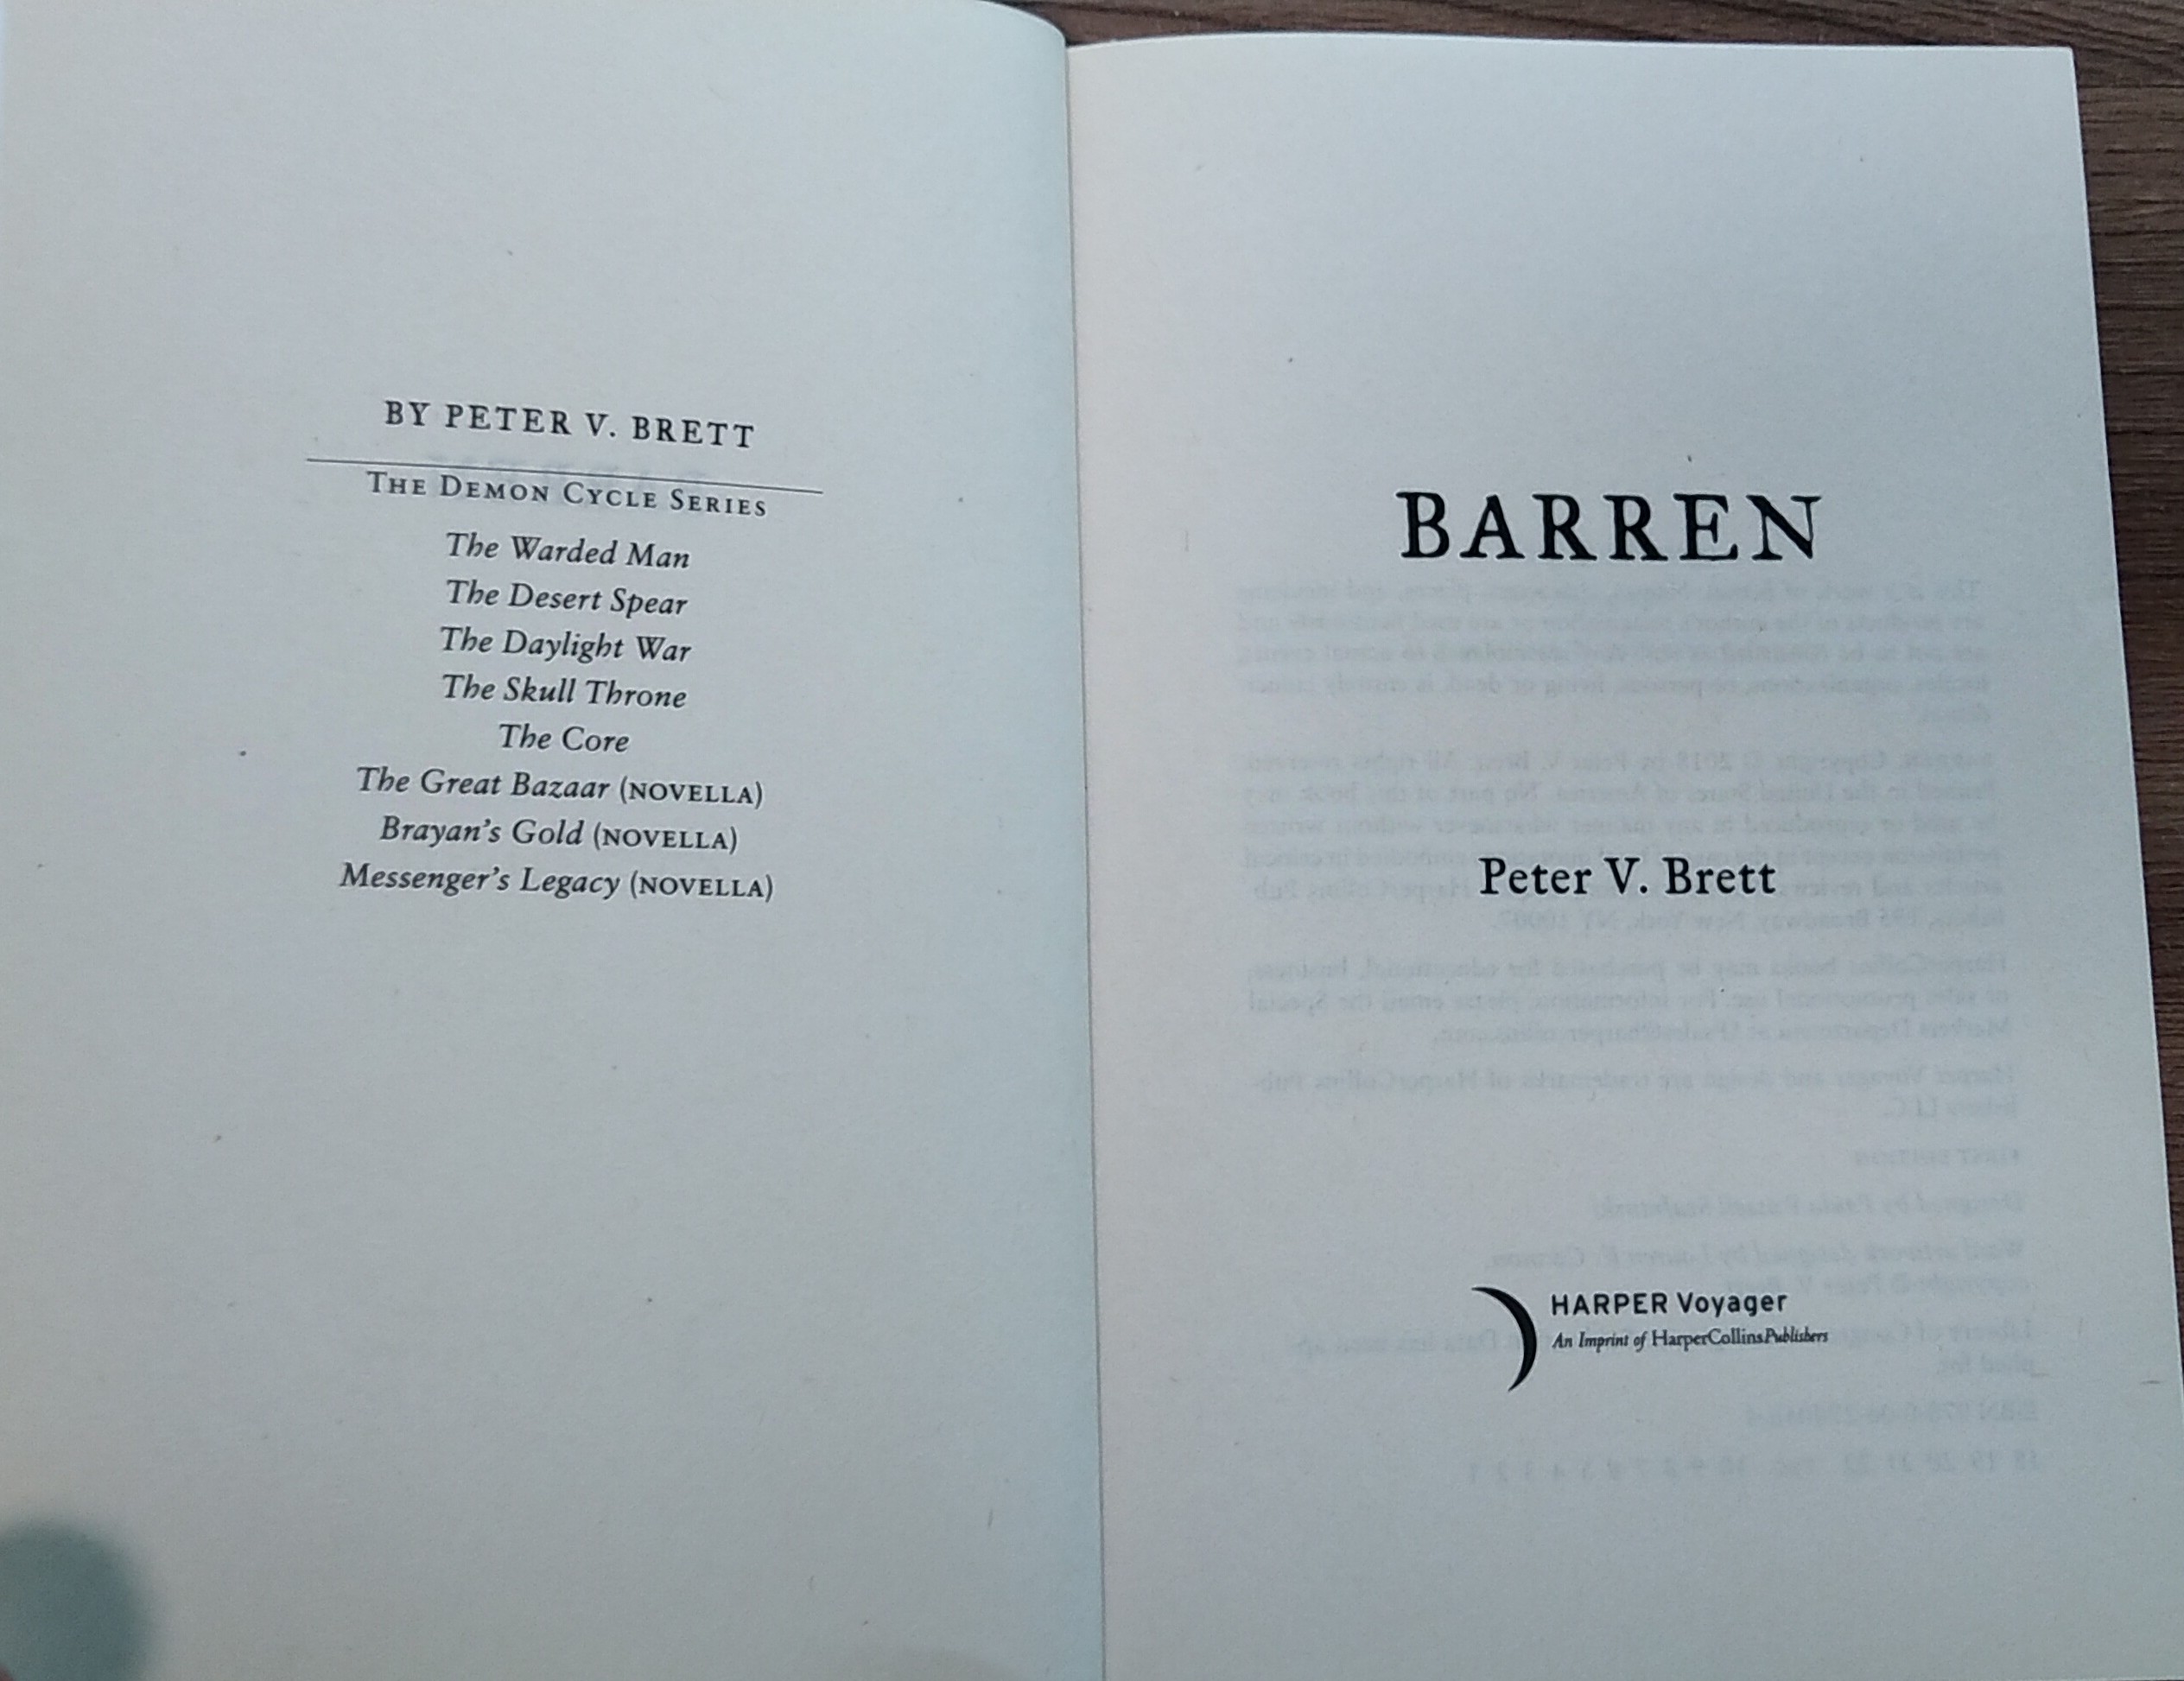 BY PETER V. BRETT
THE DEMON CYCLE SERIES
The Warded Man
The Desert Spear
The Daylight War
The Skull Throne
The Core
The Great Bazaar (NOVELLA)
Brayan's Gold (NOVELLA)
Messenger's Legacy (NOVELLA)
BARREN
Peter V. Brett
HARPER Voyager
An Imprint of HarperCollinsPublishers